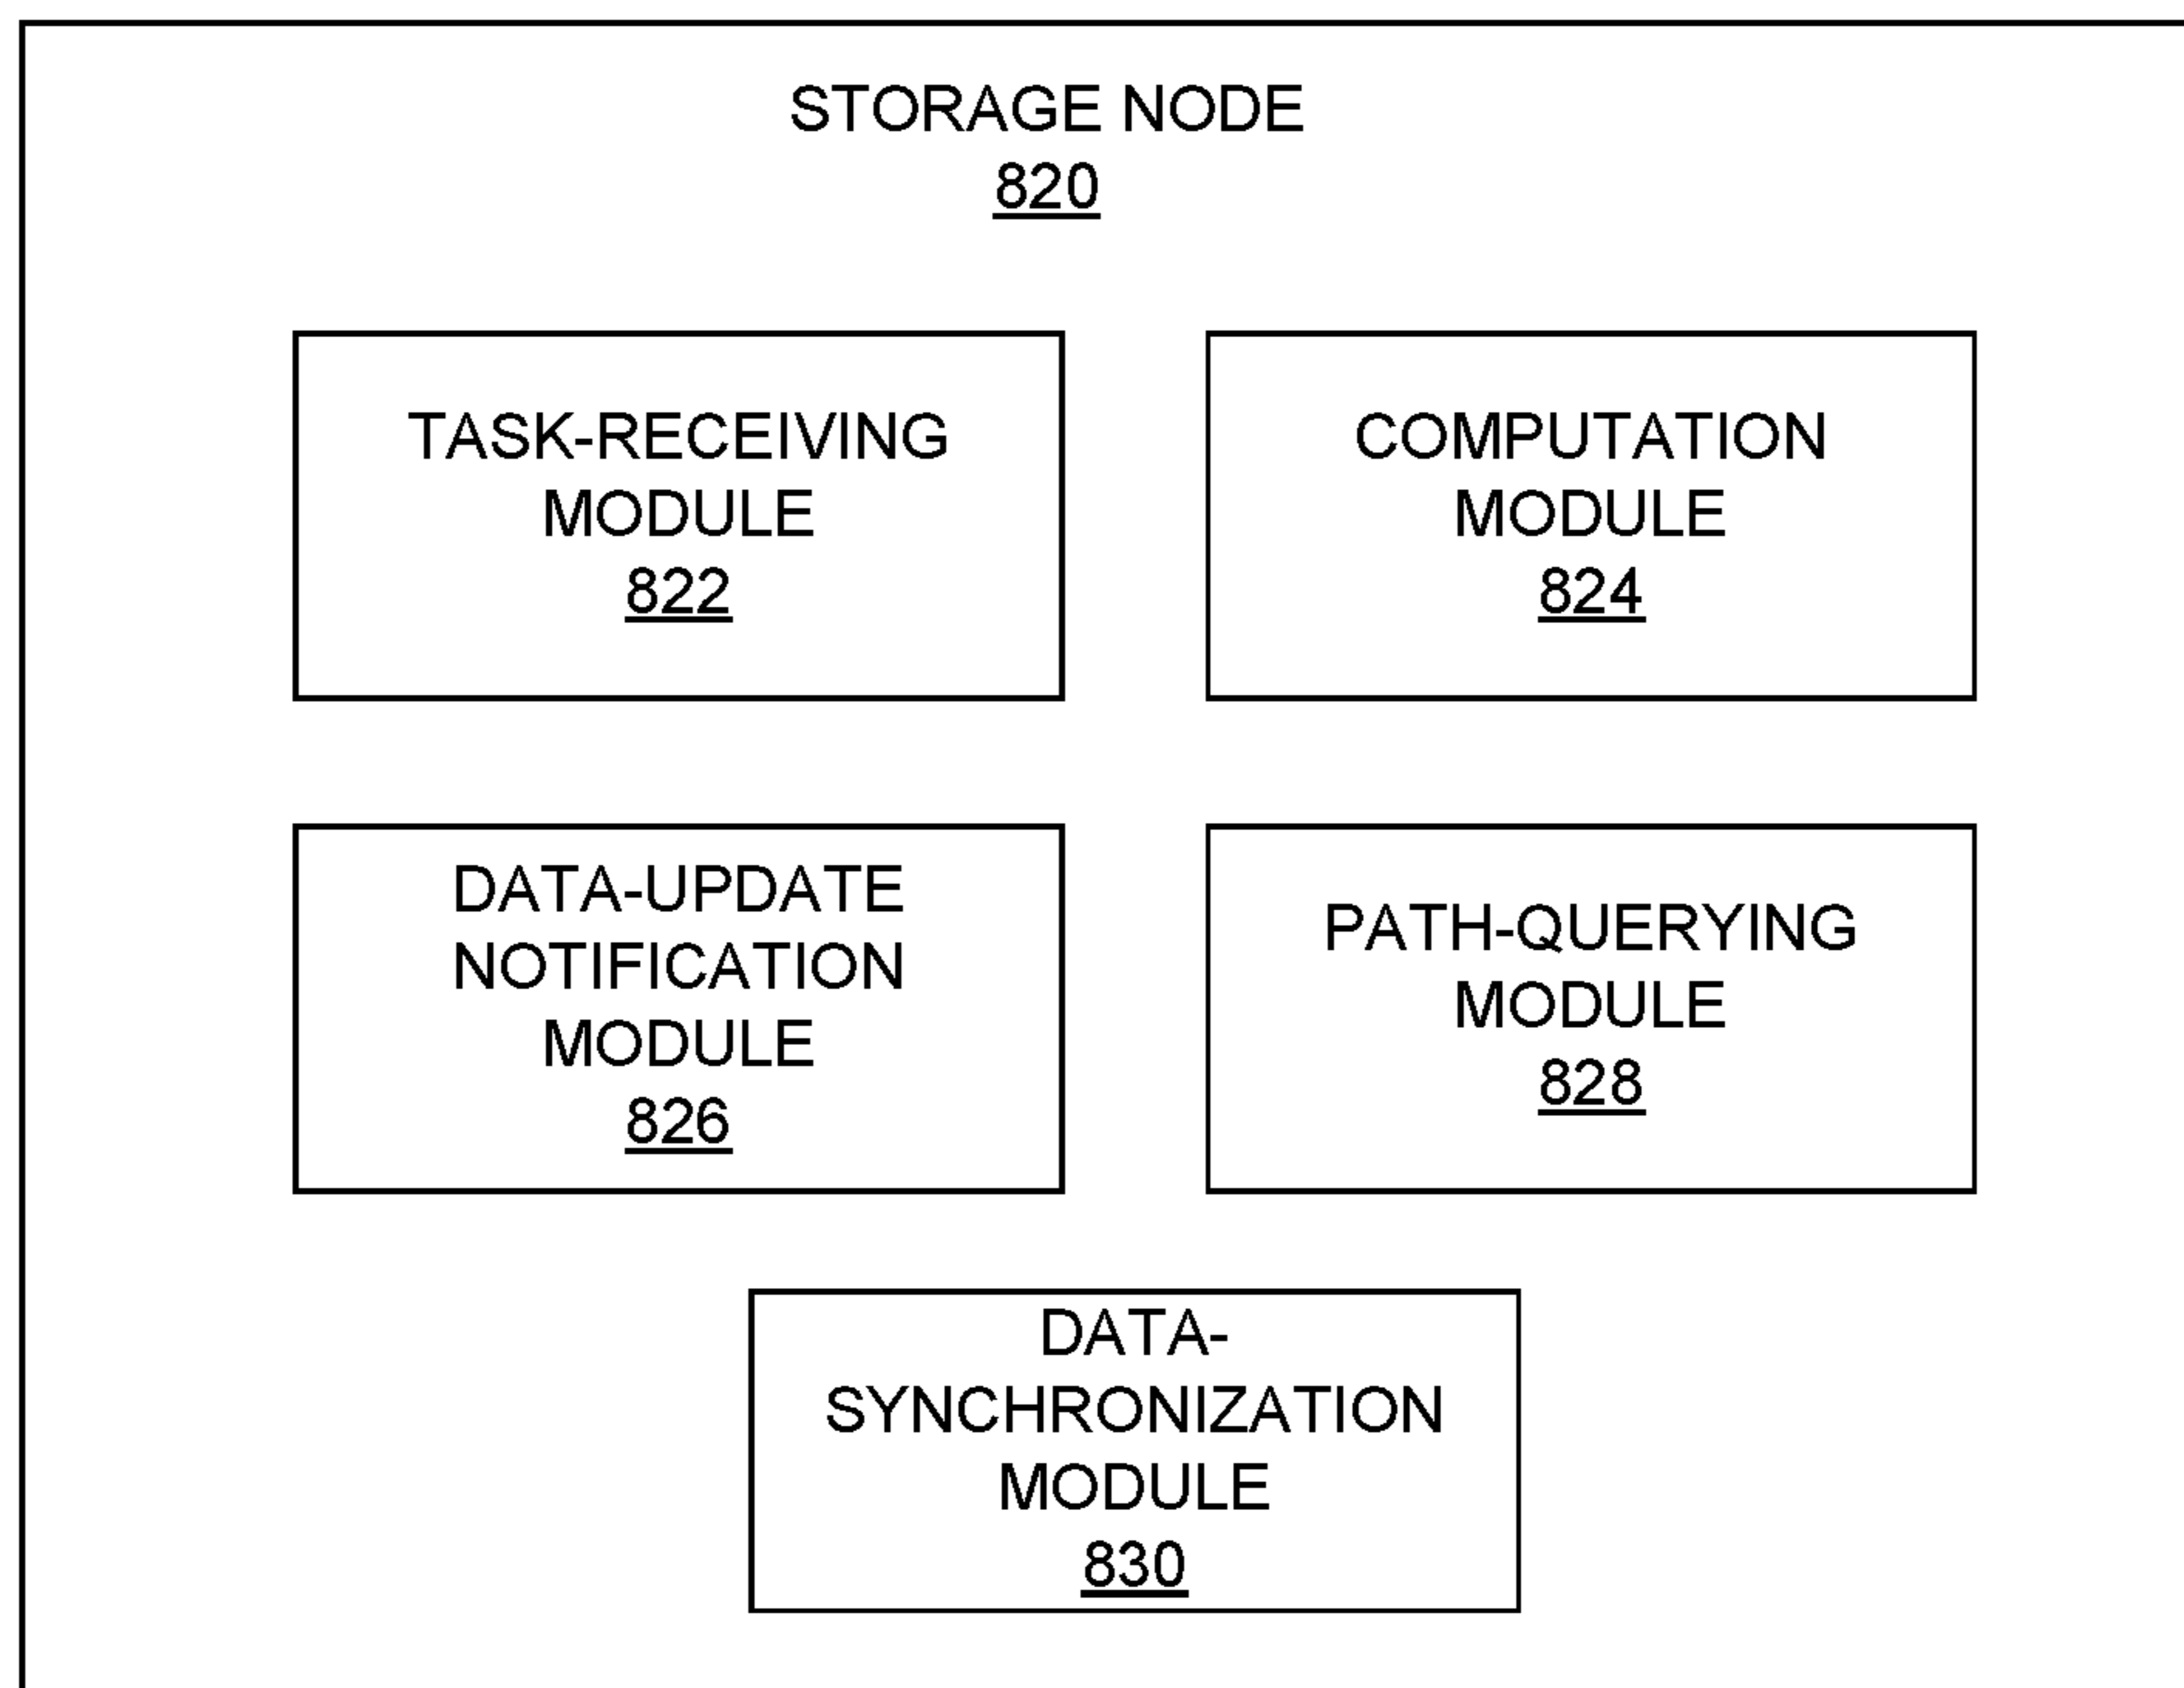 STORAGE NODE
820
TASK-RECEIVING
MODULE
822
COMPUTATION
MODULE
824
DATA-UPDATE
NOTIFICATION
MODULE
826
PATH-QUERYING
MODULE
828
DATA-
SYNCHRONIZATION
MODULE
830